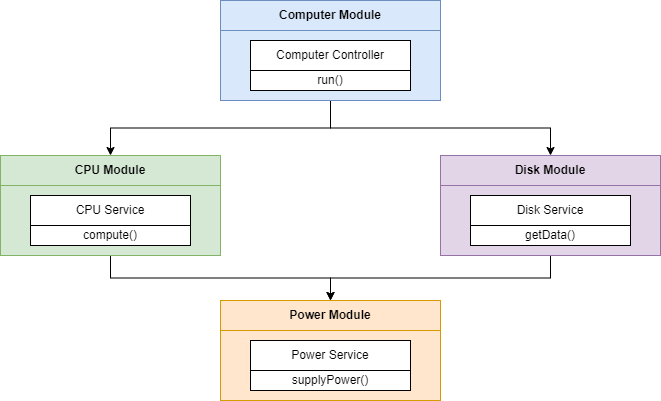 Computer Module
Computer Controller
run()
CPU Module
CPU Service
compute()
Disk Module
Disk Service
getData()
Power Module
Power Service
supplyPower()